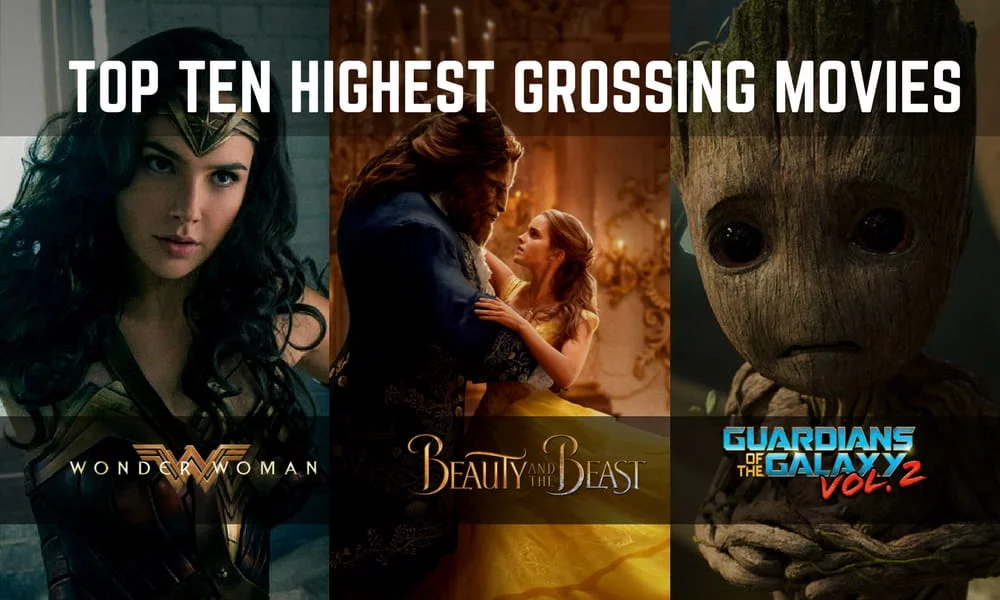 TOP TEN HIGHEST GROSSING MOVIES
WONDER WOMAN
BEAUTY AND THE BEAST
GUARDIANS
OF THE GALAXY
VOL. 2